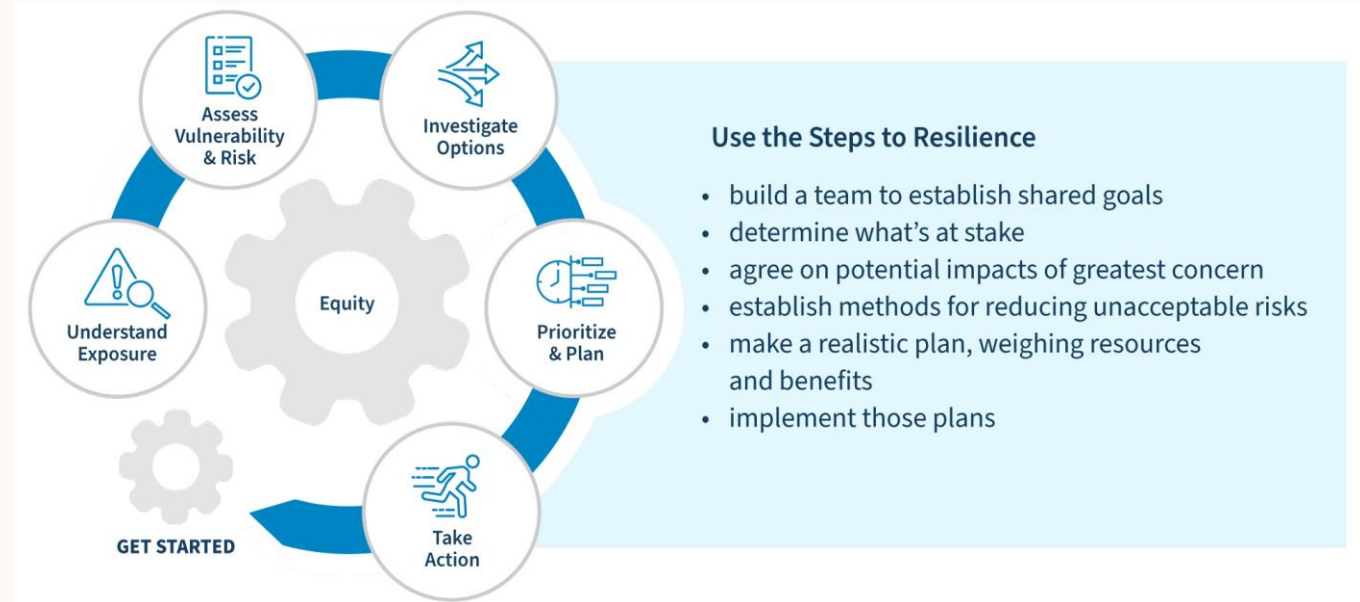 Assess
Vulnerability
& Risk
Investigate
Options
Understand
Exposure
Equity
Prioritize
& Plan
GET STARTED
Take
Action
Use the Steps to Resilience
• build a team to establish shared goals
• determine what's at stake
• agree on potential impacts of greatest concern
• establish methods for reducing unacceptable risks
• make a realistic plan, weighing resources
and benefits
• implement those plans